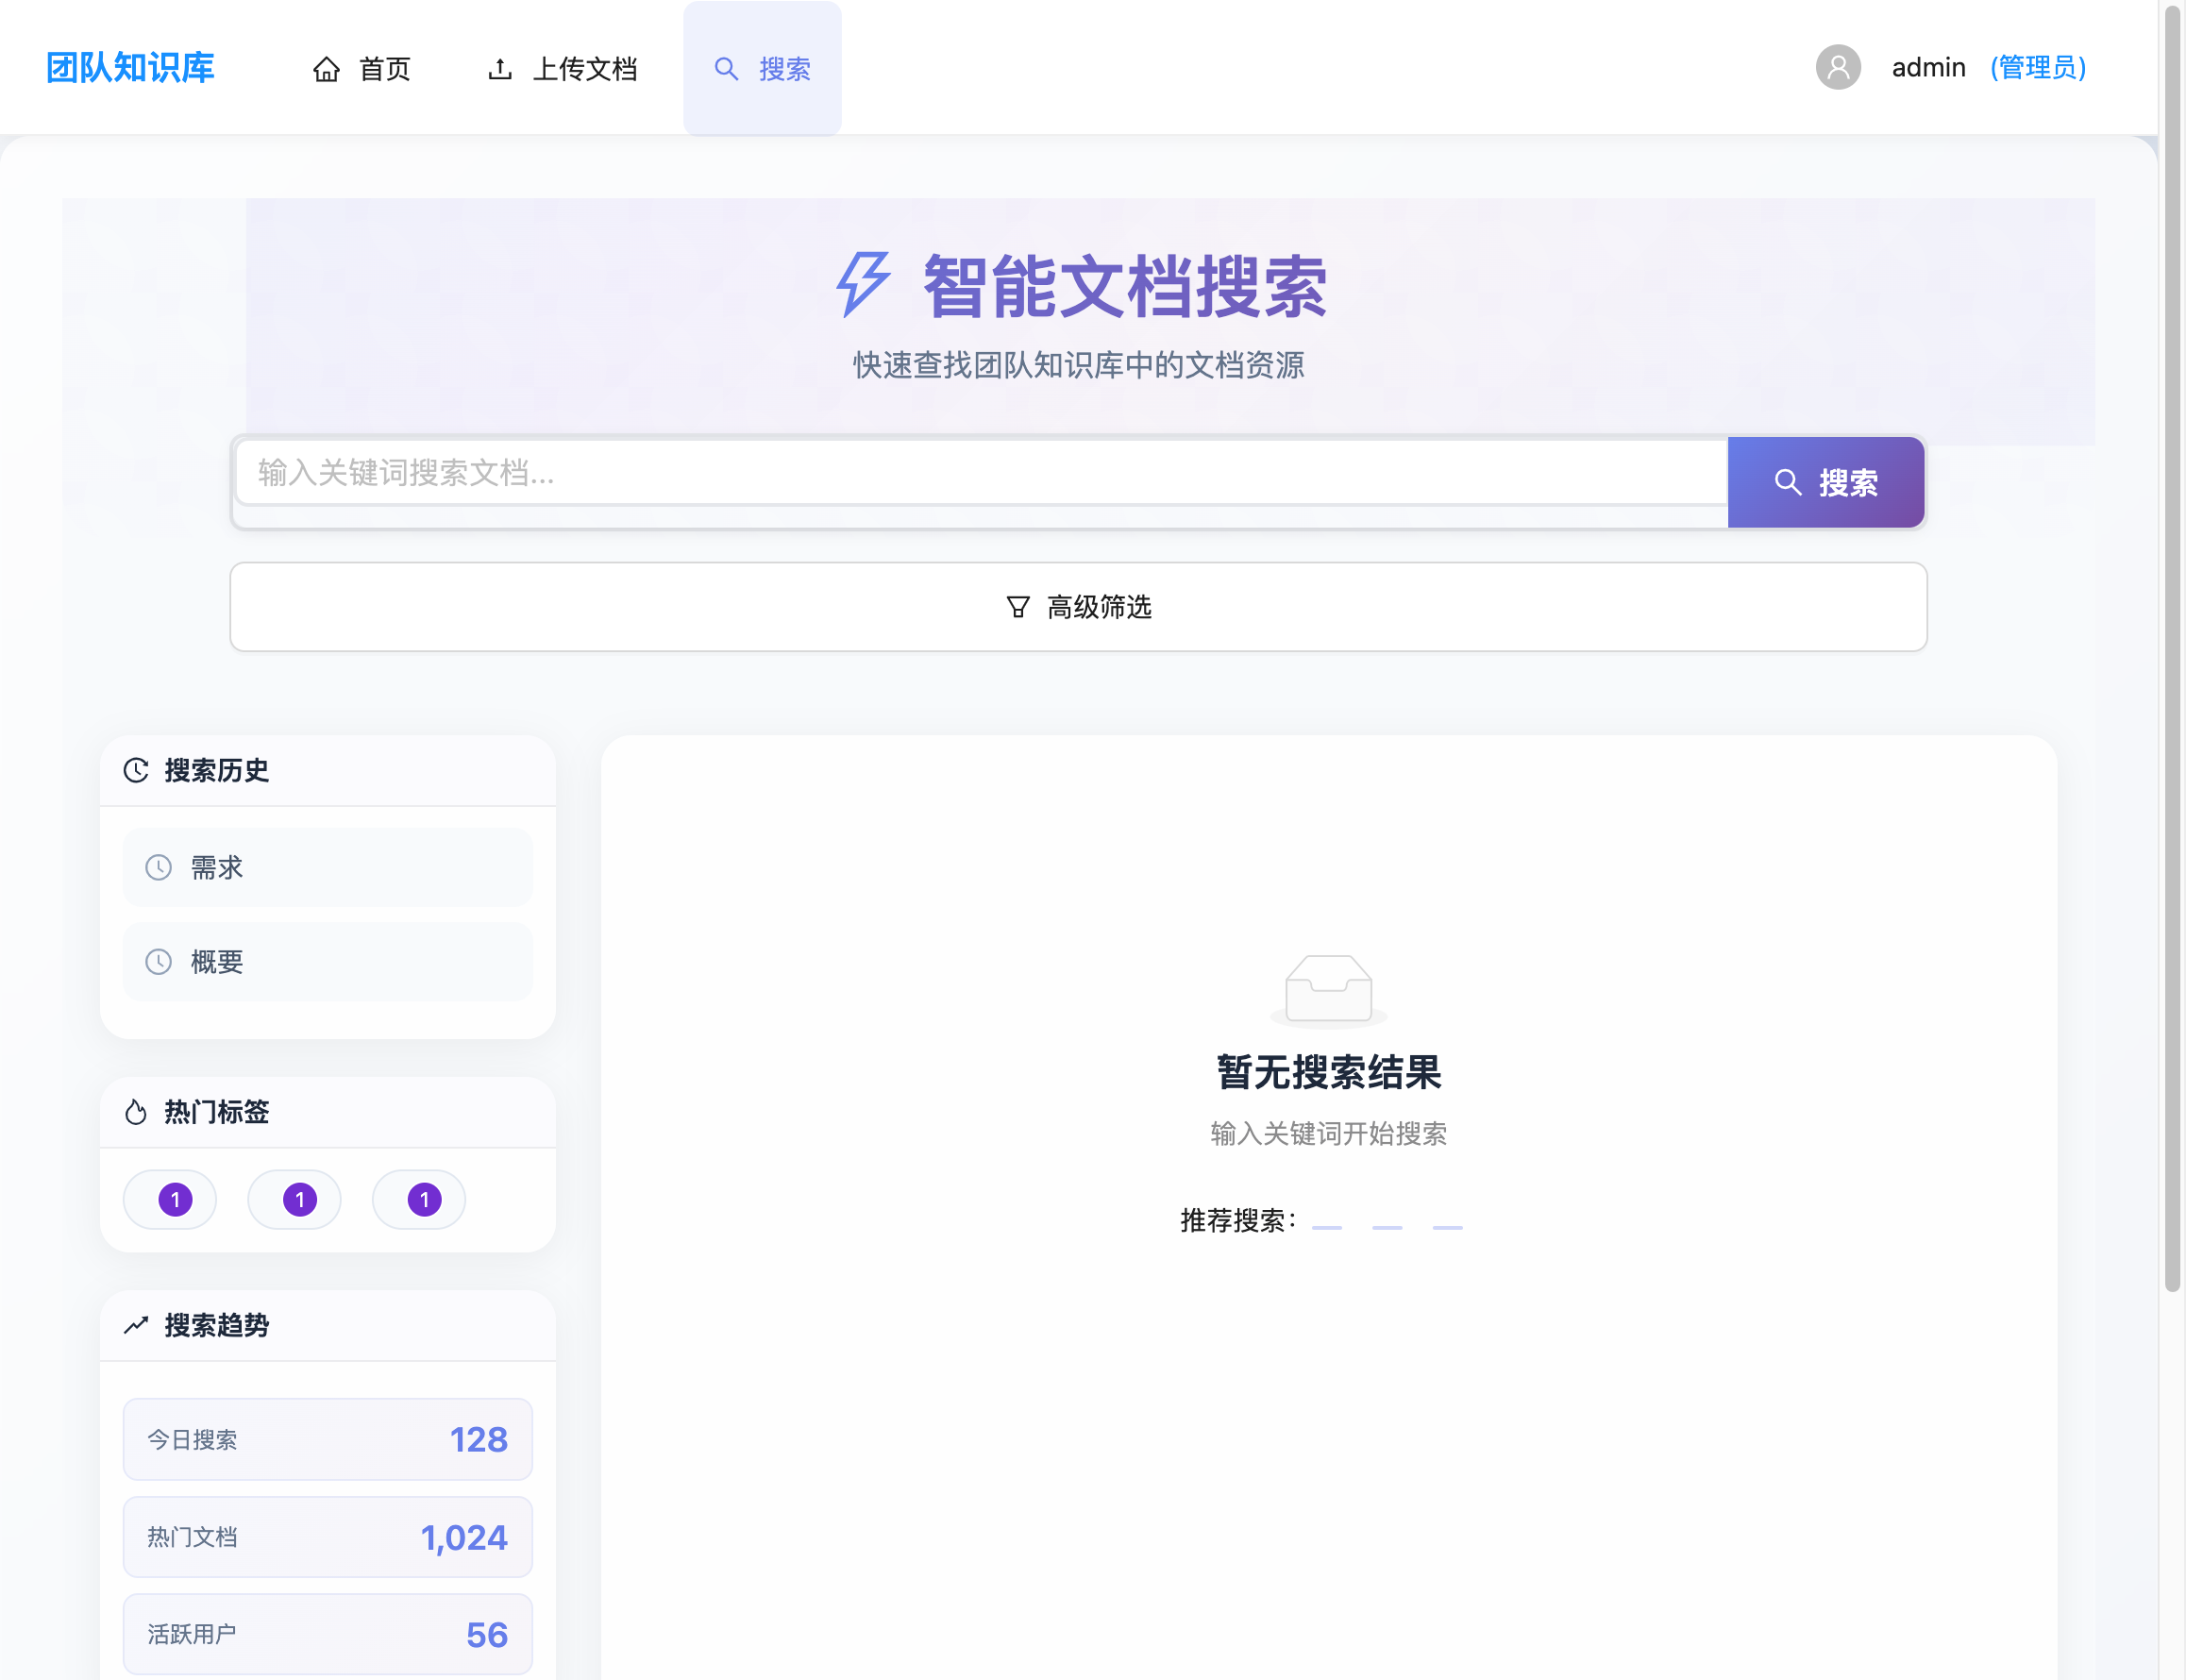 团队知识库
首页
上传文档
搜索
admin (管理员)
智能文档搜索
快速查找团队知识库中的文档资源
输入关键词搜索文档...
搜索
高级筛选
搜索历史
需求
概要
热门标签
1
1
1
搜索趋势
今日搜索 128
热门文档 1,024
活跃用户 56
暂无搜索结果
输入关键词开始搜索
推荐搜索：